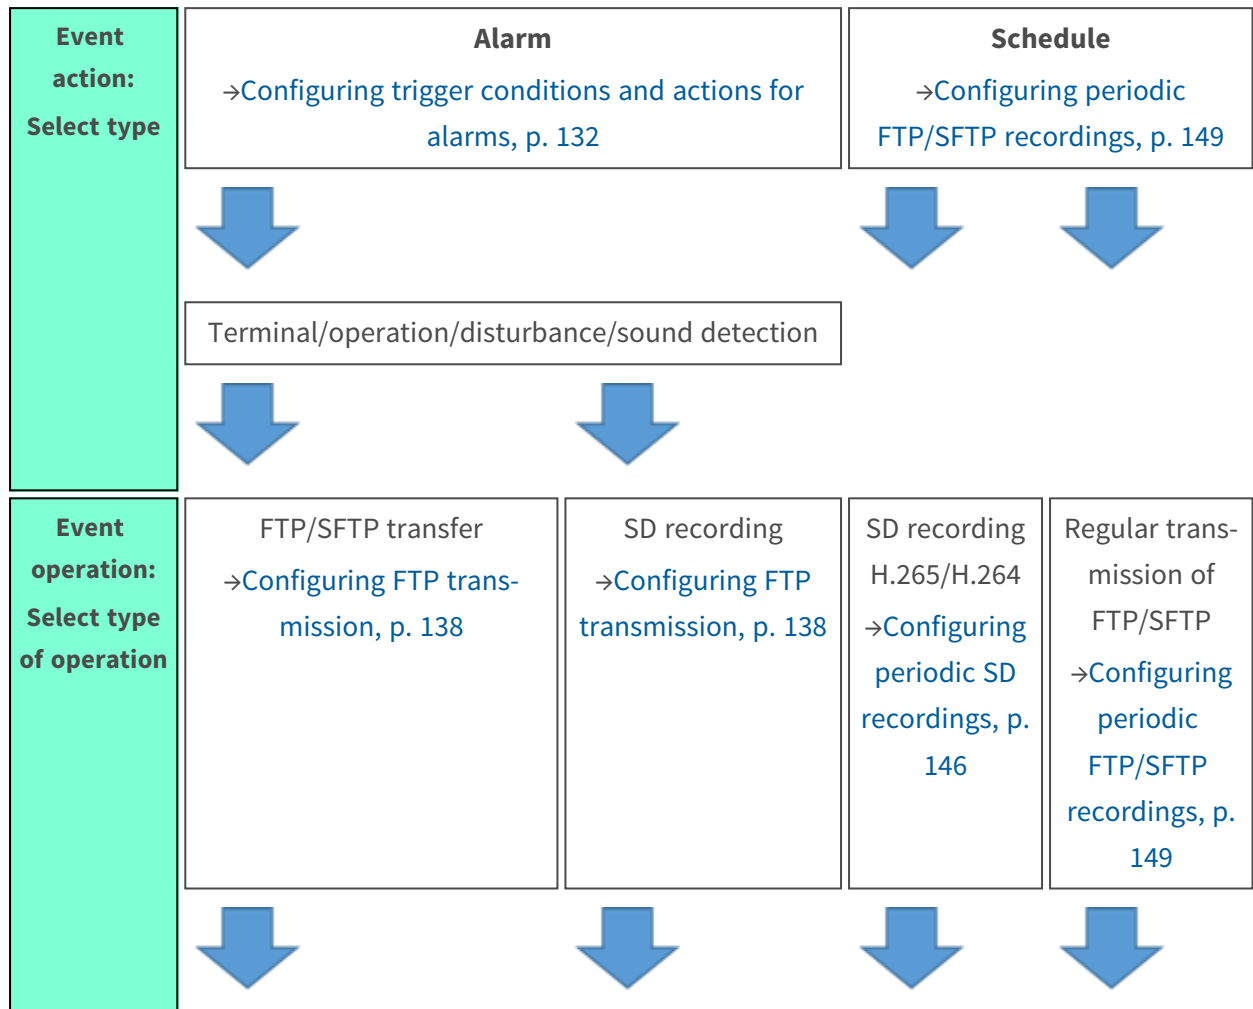 Event
action:
Select type
Alarm
→Configuring trigger conditions and actions for
alarms, p. 132
Schedule
→Configuring periodic
FTP/SFTP recordings, p. 149
Terminal/operation/disturbance/sound detection
Event
operation:
Select type
of operation
FTP/SFTP transfer
→Configuring FTP trans-
mission, p. 138
SD recording
→Configuring FTP
transmission, p. 138
SD recording
H.265/H.264
→Configuring
periodic SD
recordings, p.
146
Regular trans-
mission of
FTP/SFTP
→Configuring
periodic
FTP/SFTP
recordings, p.
149